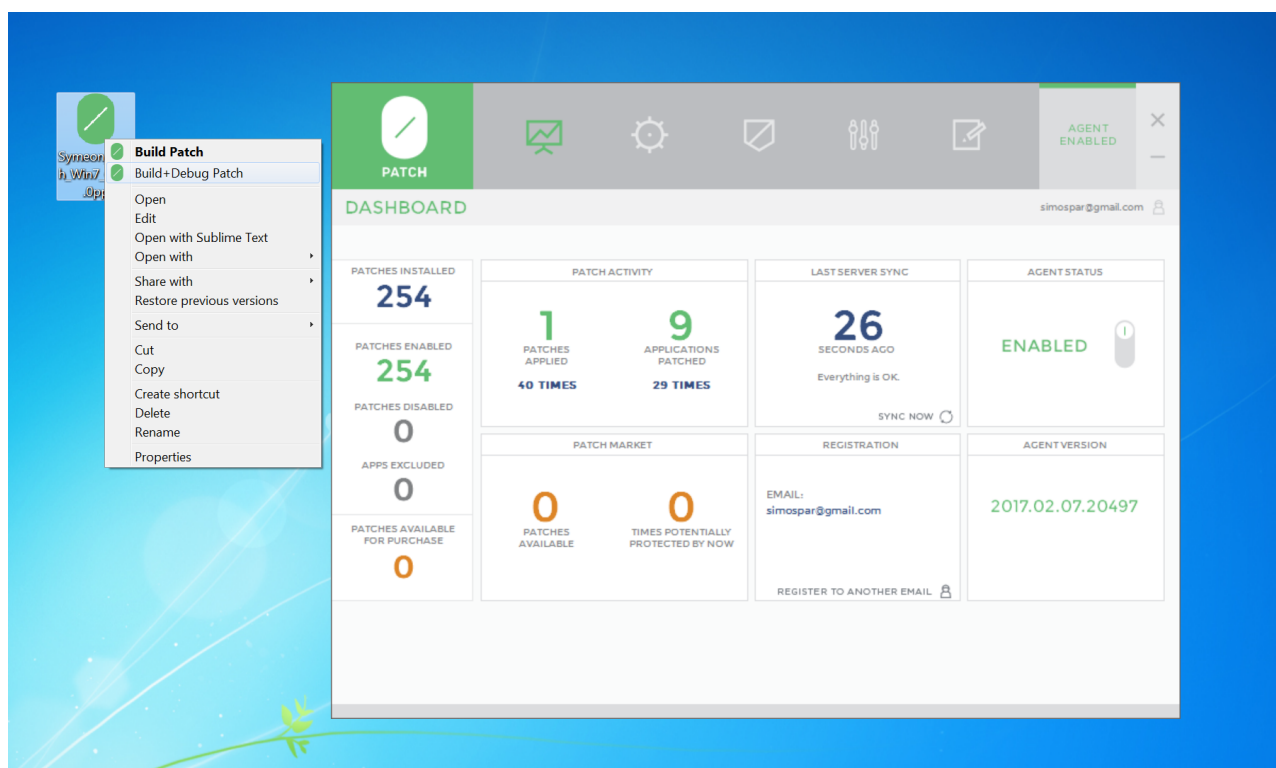 Symeon
h_Win7_
.0pp
Build Patch
Build+Debug Patch
Open
Edit
Open with Sublime Text
Open with
Share with
Restore previous versions
Send to
Cut
Copy
Create shortcut
Delete
Rename
Properties
PATCH
AGENT
ENABLED
DASHBOARD
simospar@gmail.com
PATCHES INSTALLED
254
PATCHES ENABLED
254
PATCHES DISABLED
0
APPS EXCLUDED
0
PATCHES AVAILABLE
FOR PURCHASE
0
PATCH ACTIVITY
1
PATCHES
APPLIED
40 TIMES
9
APPLICATIONS
PATCHED
29 TIMES
LAST SERVER SYNC
26
SECONDS AGO
Everything is OK.
SYNC NOW
AGENT STATUS
ENABLED
PATCH MARKET
0
PATCHES
AVAILABLE
0
TIMES POTENTIALLY
PROTECTED BY NOW
REGISTRATION
EMAIL:
simospar@gmail.com
REGISTER TO ANOTHER EMAIL
AGENT VERSION
2017.02.07.20497